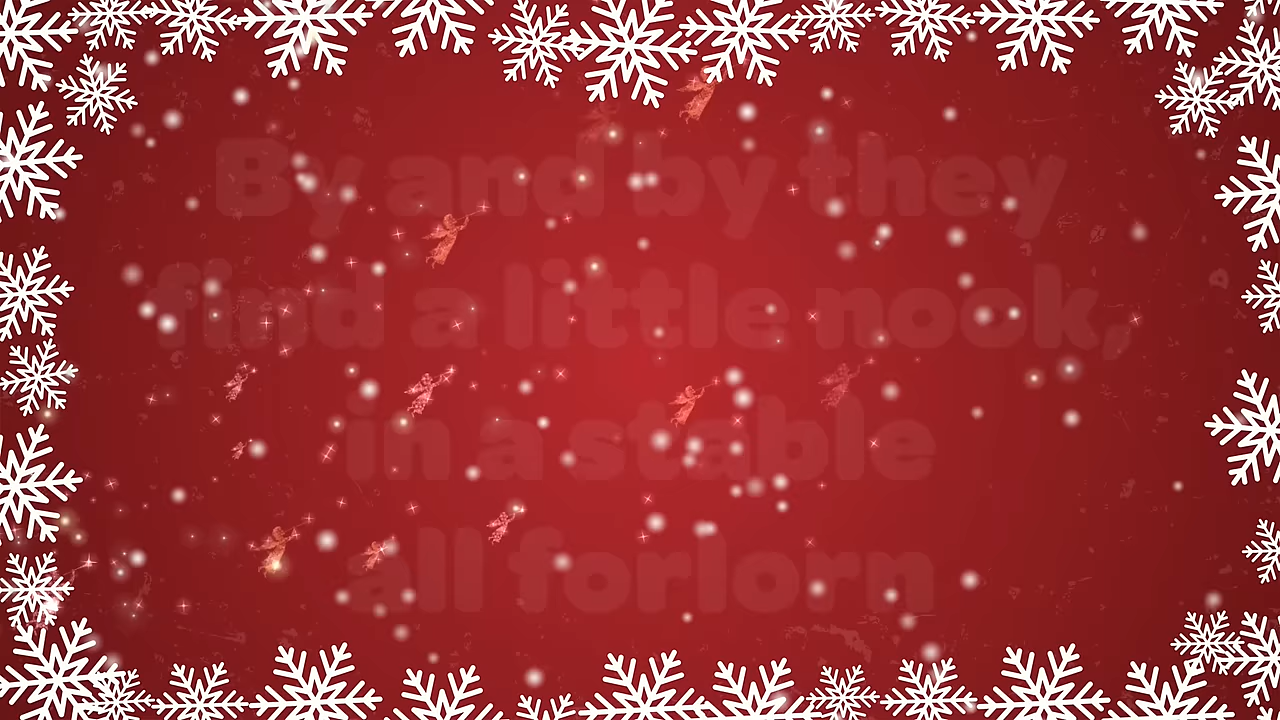 By and by they
find a little nook,
in a stable
all forlorn